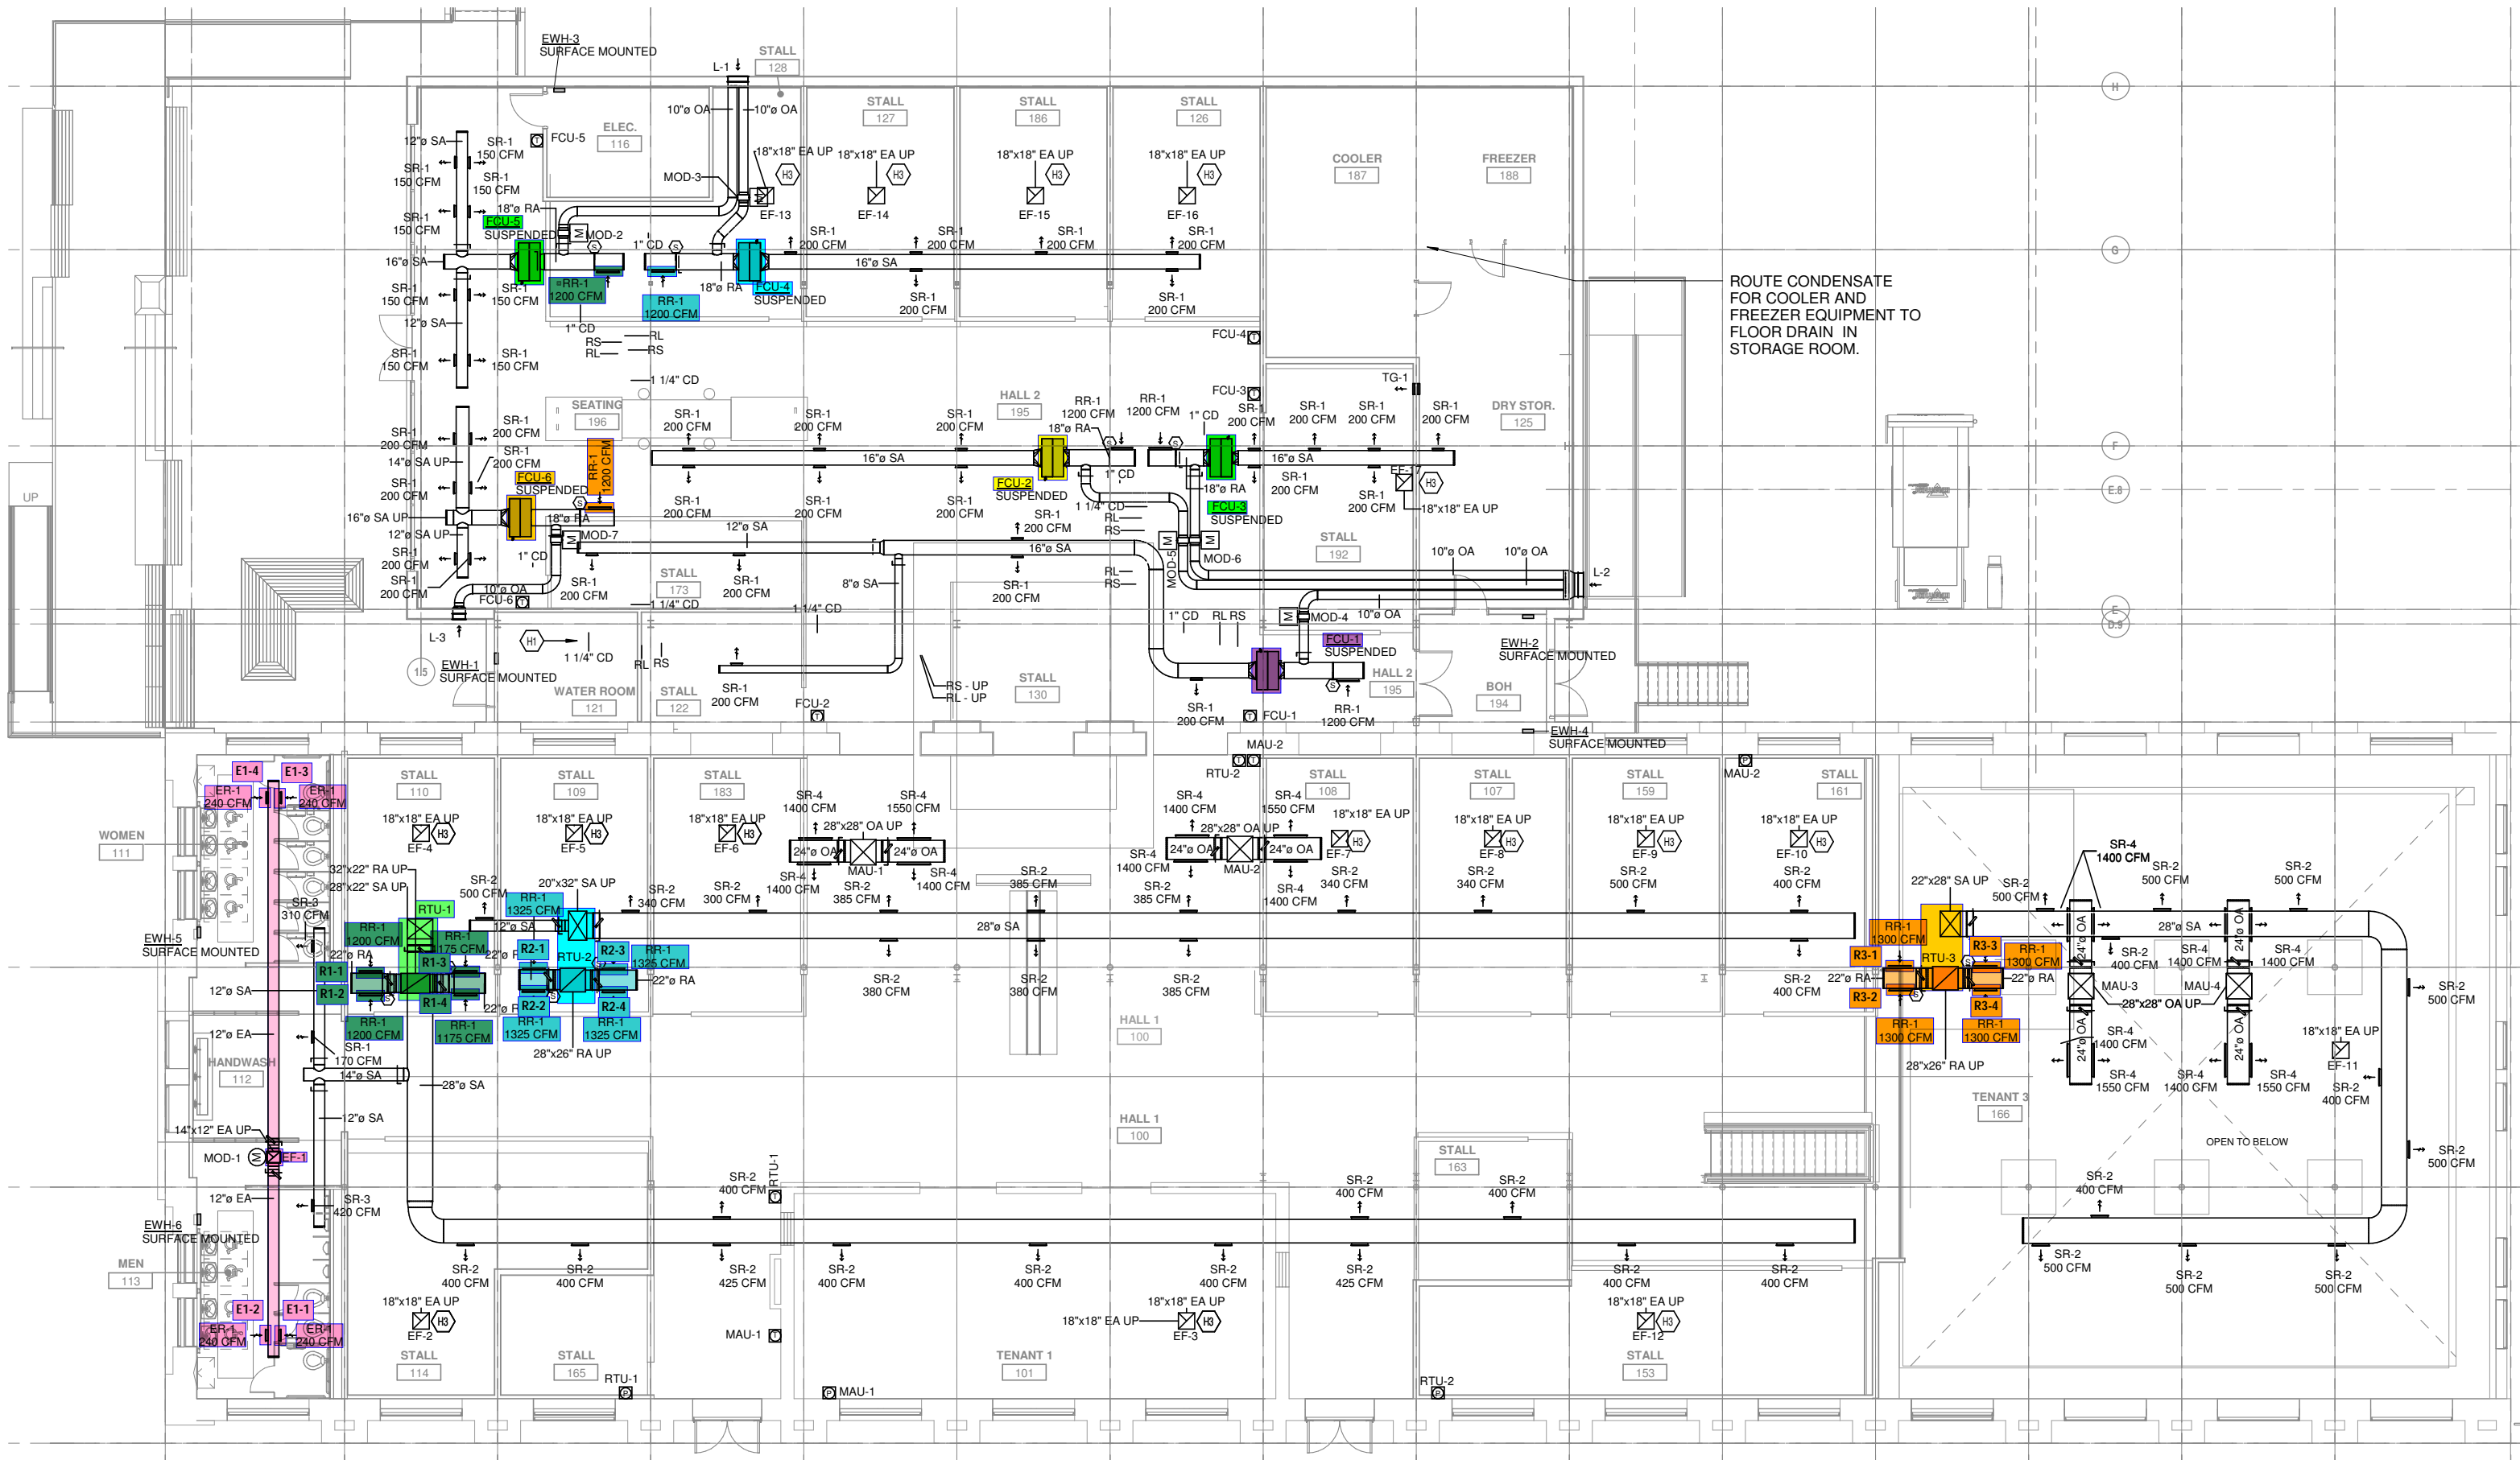 EWH-3
SURFACE MOUNTED
L-1
STALL
128
10"ø OA
10"ø OA
STALL
127
STALL
186
STALL
126
H
ELEC.
116
FCU-5
12"ø SA
SR-1
150 CFM
SR-1
150 CFM
SR-1
150 CFM
SR-1
150 CFM
18"x18" EA UP
H3
EF-13
18"x18" EA UP
H3
EF-14
18"x18" EA UP
H3
EF-15
18"x18" EA UP
H3
EF-16
COOLER
187
FREEZER
188
MOD-3
18"ø RA
FCU-5
SUSPENDED
MOD-2
M
S
1" CD
S
SR-1
200 CFM
SR-1
200 CFM
SR-1
200 CFM
SR-1
200 CFM
G
16"ø SA
16"ø SA
RR-1
1200 CFM
RR-1
1200 CFM
18"ø RA
FCU-4
SUSPENDED
SR-1
200 CFM
SR-1
200 CFM
SR-1
150 CFM
SR-1
150 CFM
12"ø SA
SR-1
150 CFM
SR-1
150 CFM
1" CD
RS
RL
RL
RS
ROUTE CONDENSATE
FOR COOLER AND
FREEZER EQUIPMENT TO
FLOOR DRAIN IN
STORAGE ROOM.
FCU-4
T
1 1/4" CD
TG-1
FCU-3
T
SEATING
196
HALL 2
195
DRY STOR.
125
RR-1
1200 CFM
RR-1
1200 CFM
1" CD
18"ø RA
SR-1
200 CFM
SR-1
200 CFM
SR-1
200 CFM
SR-1
200 CFM
SR-1
200 CFM
SR-1
200 CFM
SR-1
200 CFM
F
SR-1
200 CFM
SR-1
200 CFM
SR-1
200 CFM
SR-1
200 CFM
14"ø SA UP
RR-1
1200 CFM
FCU-6
SUSPENDED
16"ø SA
16"ø SA
EF-17
H3
18"x18" EA UP
FCU-2
SUSPENDED
1" CD
18"ø RA
FCU-3
SUSPENDED
SR-1
200 CFM
SR-1
200 CFM
SR-1
200 CFM
SR-1
200 CFM
SR-1
200 CFM
E.8
UP
16"ø SA UP
12"ø SA UP
18"ø RA
MOD-7
M
1" CD
12"ø SA
1 1/4" CD
RL
RS
SR-1
200 CFM
16"ø SA
SR-1
200 CFM
SR-1
200 CFM
SR-1
200 CFM
10"ø OA
FCU-6
SR-1
200 CFM
STALL
173
SR-1
200 CFM
8"ø SA
RL
RS
MOD-5
M
M
MOD-6
STALL
192
10"ø OA
10"ø OA
10"ø OA
L-2
L-3
1 1/4" CD
1 1/4" CD
E
D.9
H1
1 1/4" CD
RL
RS
1" CD
RL RS
MOD-4
M
FCU-1
SUSPENDED
EWH-2
SURFACE MOUNTED
1.5
EWH-1
SURFACE MOUNTED
WATER ROOM
121
STALL
122
SR-1
200 CFM
RS - UP
RL - UP
STALL
130
HALL 2
195
BOH
194
SR-1
200 CFM
RR-1
1200 CFM
FCU-2
FCU-1
EWH-4
SURFACE MOUNTED
MAU-2
RTU-2
MAU-2
E1-4
E1-3
ER-1
240 CFM
ER-1
240 CFM
STALL
110
STALL
109
STALL
183
STALL
108
STALL
107
STALL
159
STALL
161
SR-4
1400 CFM
SR-4
1550 CFM
SR-4
1400 CFM
SR-4
1550 CFM
WOMEN
111
18"x18" EA UP
H3
EF-4
18"x18" EA UP
H3
EF-5
18"x18" EA UP
H3
EF-6
28"x28" OA UP
24"ø OA
24"ø OA
MAU-1
28"x28" OA UP
24"ø OA
24"ø OA
MAU-2
18"x18" EA UP
H3
EF-7
18"x18" EA UP
H3
EF-8
18"x18" EA UP
H3
EF-9
18"x18" EA UP
H3
EF-10
SR-4
1400 CFM
32"x22" RA UP
28"x22" SA UP
SR-2
500 CFM
20"x32" SA UP
SR-2
340 CFM
SR-2
300 CFM
SR-4
1400 CFM
SR-2
385 CFM
SR-4
1400 CFM
SR-2
385 CFM
SR-4
1400 CFM
SR-2
385 CFM
SR-4
1400 CFM
SR-2
340 CFM
SR-2
340 CFM
SR-2
500 CFM
SR-2
400 CFM
22"x28" SA UP
SR-2
500 CFM
SR-2
500 CFM
SR-2
500 CFM
SR-3
310 CFM
EWH-5
SURFACE MOUNTED
RTU-1
RR-1
1200 CFM
RR-1
1175 CFM
RR-1
1325 CFM
12"ø SA
28"ø SA
RR-1
1325 CFM
RR-1
1300 CFM
RR-1
1300 CFM
28"ø SA
24"ø OA
24"ø OA
22"ø RA
R1-1
R1-2
R1-3
R1-4
R2-1
R2-2
R2-3
R2-4
RTU-2
22"ø RA
SR-2
380 CFM
SR-2
380 CFM
SR-2
385 CFM
SR-2
400 CFM
R3-1
R3-2
R3-3
R3-4
RTU-3
22"ø RA
22"ø RA
SR-2
400 CFM
SR-4
1400 CFM
SR-4
1400 CFM
MAU-3
MAU-4
28"x28" OA UP
SR-2
500 CFM
12"ø SA
12"ø EA
RR-1
1200 CFM
RR-1
1175 CFM
RR-1
1325 CFM
RR-1
1325 CFM
28"x26" RA UP
RR-1
1300 CFM
RR-1
1300 CFM
28"x26" RA UP
HALL 1
100
SR-1
170 CFM
HANDWASH
112
14"ø SA
28"ø SA
12"ø SA
24"ø OA
24"ø OA
SR-4
1400 CFM
SR-4
1550 CFM
SR-4
1400 CFM
SR-4
1550 CFM
18"x18" EA UP
EF-11
SR-2
400 CFM
TENANT 3
166
OPEN TO BELOW
14"x12" EA UP
MOD-1
M
EF-1
HALL 1
100
STALL
163
SR-2
500 CFM
12"ø EA
SR-3
420 CFM
SR-2
400 CFM
RTU-1
SR-2
400 CFM
SR-2
400 CFM
SR-2
400 CFM
EWH-6
SURFACE MOUNTED
MEN
113
SR-2
400 CFM
SR-2
400 CFM
SR-2
425 CFM
SR-2
400 CFM
SR-2
400 CFM
SR-2
400 CFM
SR-2
425 CFM
SR-2
400 CFM
SR-2
400 CFM
SR-2
500 CFM
SR-2
500 CFM
SR-2
500 CFM
E1-2
E1-1
ER-1
240 CFM
ER-1
240 CFM
18"x18" EA UP
H3
EF-2
18"x18" EA UP
18"x18" EA UP
H3
EF-3
18"x18" EA UP
H3
EF-12
MAU-1
STALL
114
STALL
165
TENANT 1
101
STALL
153
RTU-1
MAU-1
RTU-2